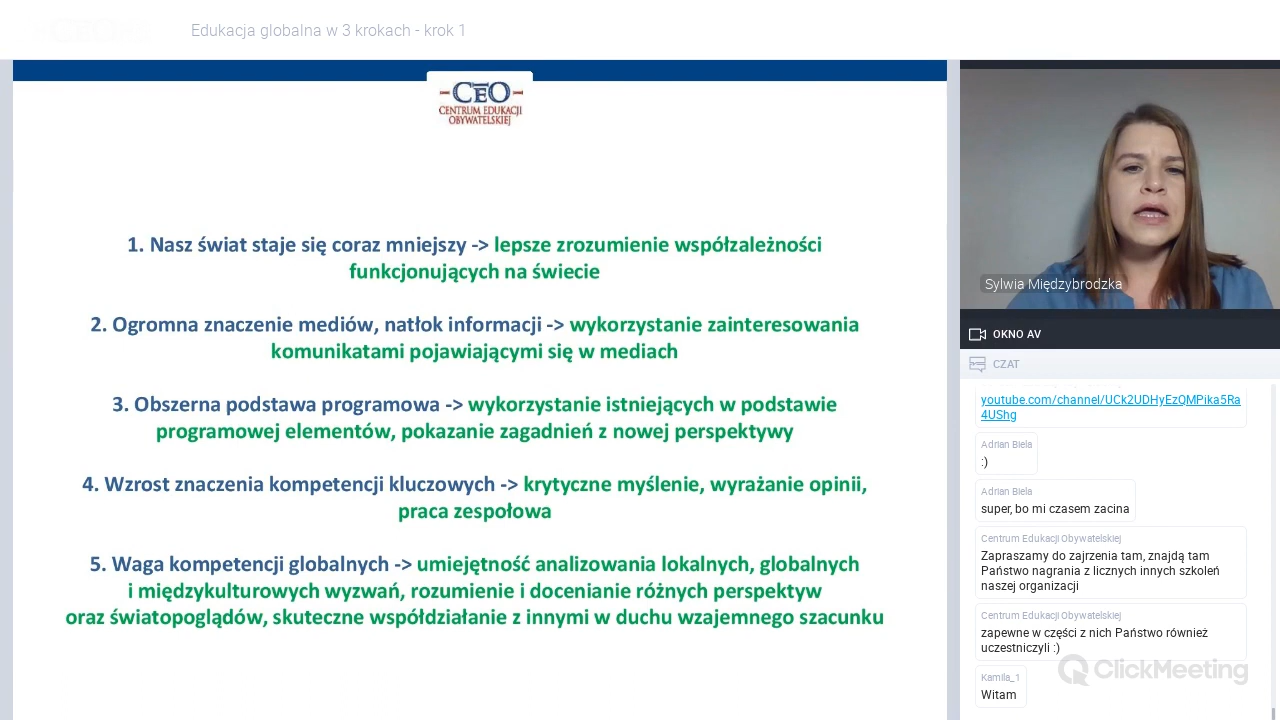 Edukacja globalna w 3 krokach - krok 1
CEO
CENTRUM EDUKACJI
OBYWATELSKIEJ
1. Nasz świat staje się coraz mniejszy -> lepsze zrozumienie współzależności
funkcjonujących na świecie
2. Ogromna znaczenie mediów, natłok informacji -> wykorzystanie zainteresowania
komunikatami pojawiającymi się w mediach
3. Obszerna podstawa programowa -> wykorzystanie istniejących w podstawie
programowej elementów, pokazanie zagadnień z nowej perspektywy
4. Wzrost znaczenia kompetencji kluczowych -> krytyczne myślenie, wyrażanie opinii,
praca zespołowa
5. Waga kompetencji globalnych -> umiejętność analizowania lokalnych, globalnych
i międzykulturowych wyzwań, rozumienie i docenianie różnych perspektyw
oraz światopoglądów, skuteczne współdziałanie z innymi w duchu wzajemnego szacunku
Sylwia Międzybrodzka
OKNO AV
CZAT
youtube.com/channel/UCk2UDHyEzQMPika5Ra
4UShg
Adrian Biela
:)
Adrian Biela
super, bo mi czasem zacina
Centrum Edukacji Obywatelskiej
Zapraszamy do zajrzenia tam, znajdą tam
Państwo nagrania z licznych innych szkoleń
naszej organizacji
Centrum Edukacji Obywatelskiej
zapewne w części z nich Państwo również
uczestniczyli :)
ClickMeeting
Kamila_1
Witam